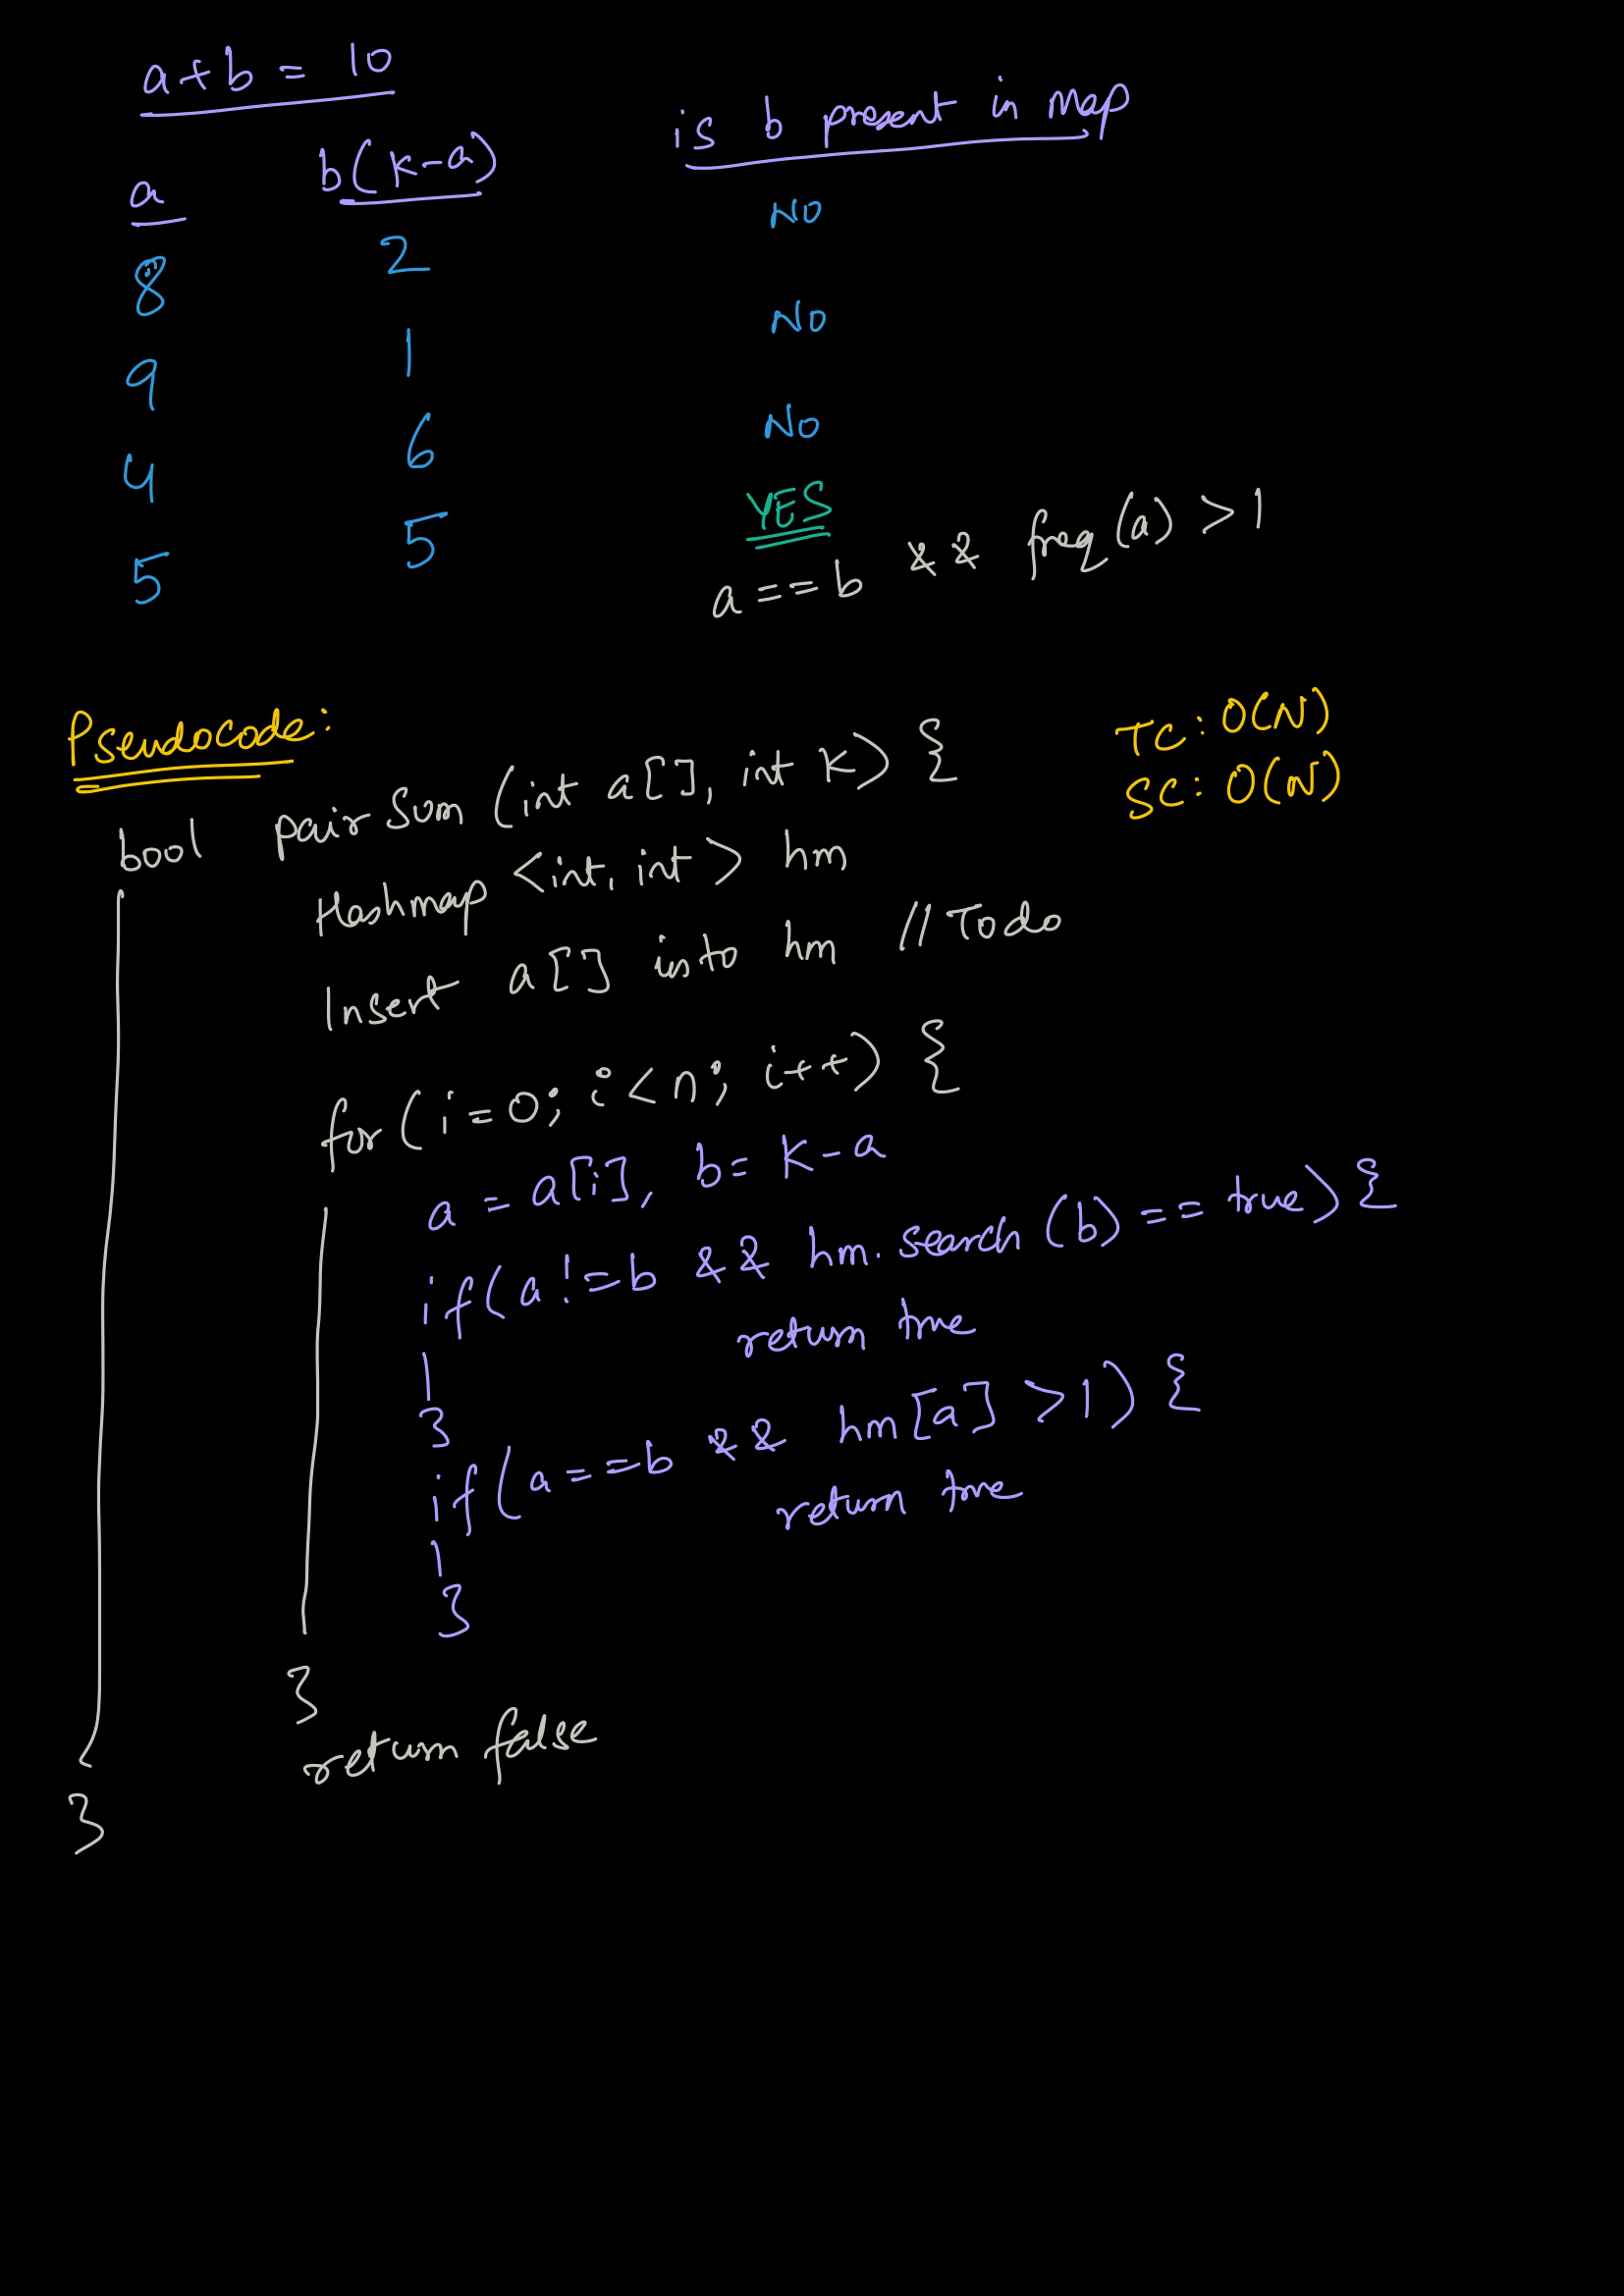 a+b = 10
a b(k-a) is b present in map
8 2 NO
9 1 NO
4 6 NO
5 5 YES
a==b && freq(a) >1
Pseudocode:
TC: O(N)
SC: O(N)
bool pair Sum (int a[], int k) {
Hashmap <int, int> hm
Insert a[] into hm //Todo
for( i=0; i<n; i++) {
a = a[i], b= k-a
if(a!=b && hm.search (b) == true) {
return true
}
if(a==b && hm[a] >1) {
return true
}
}
return false
}